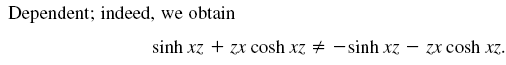 Dependent; indeed, we obtain
sinh xz + zx cosh xz ≠ −sinh xz − zx cosh xz.